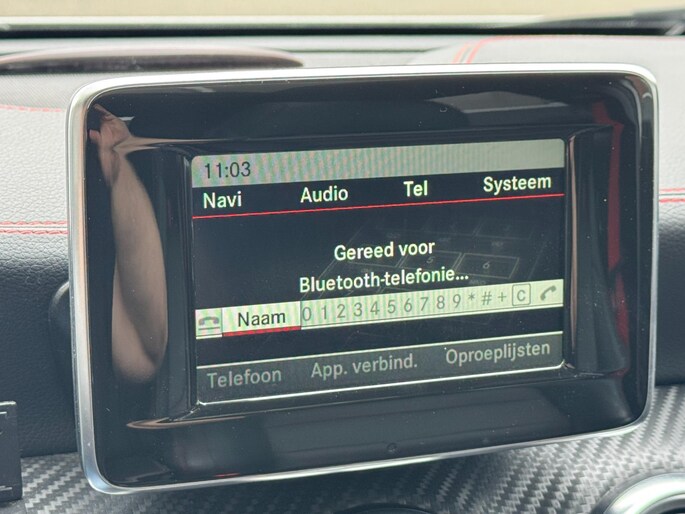 11:03
Navi Audio Tel Systeem
Gereed voor
Bluetooth-telefonie...
Naam 0 1 2 3 4 5 6 7 8 9 * # + C
Telefoon App. verbind. Oproeplijsten